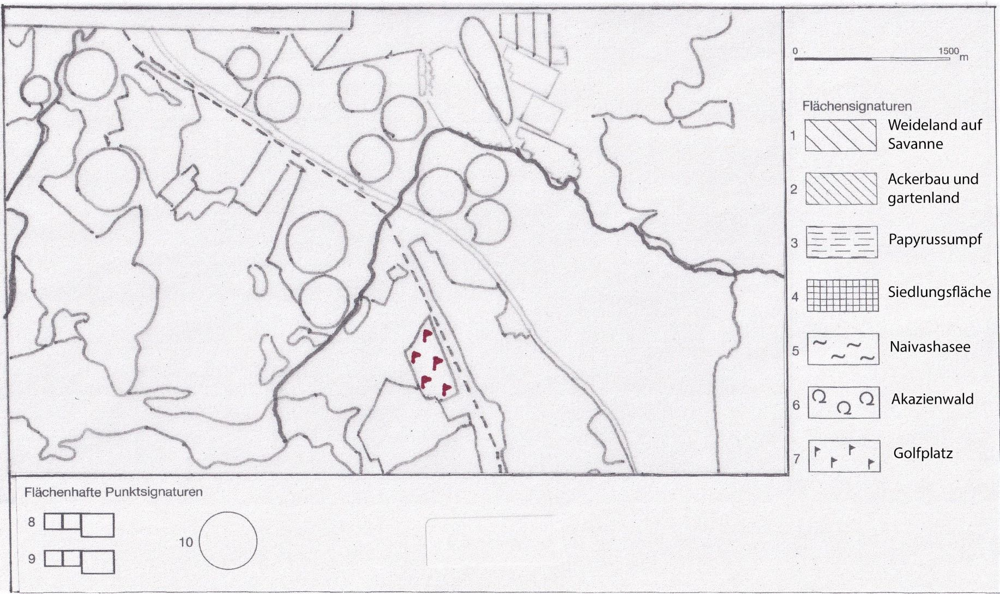 0 1500 m
Flächensignaturen
1 Weideland auf
Savanne
2 Ackerbau und
gartenland
3 Papyrussumpf
4 Siedlungsfläche
5 Naivashasee
6 Akazienwald
7 Golfplatz
Flächenhafte Punktsignaturen
8
10
9